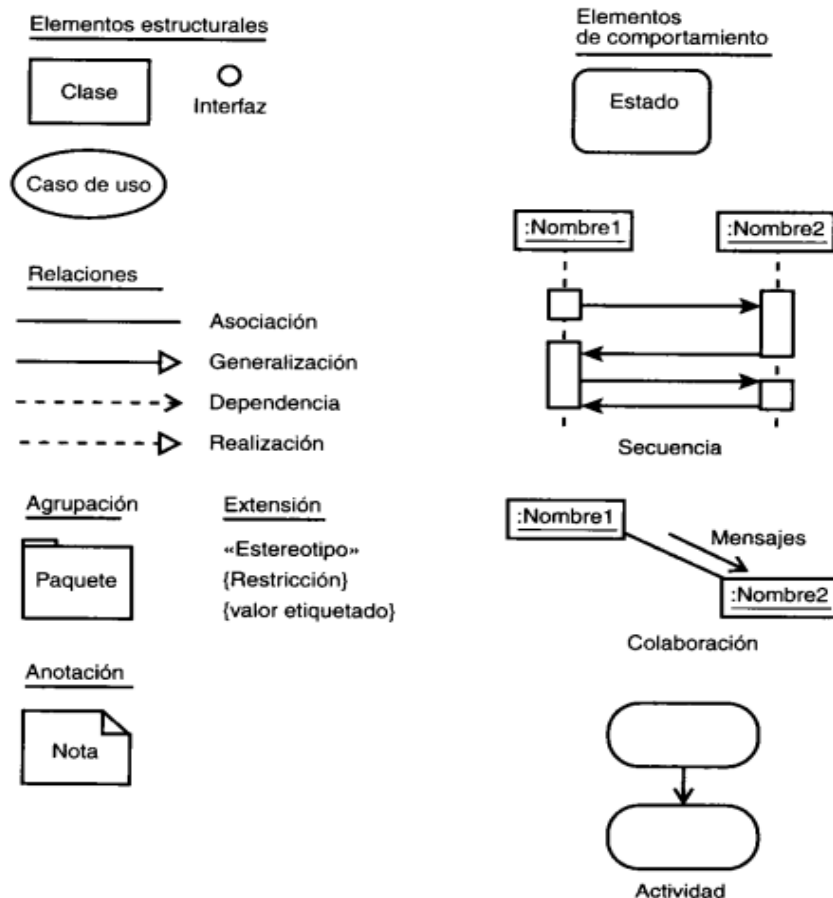 Elementos estructurales
Clase
Interfaz
Caso de uso
Relaciones
Asociación
Generalización
Dependencia
Realización
Agrupación
Paquete
Extensión
«Estereotipo»
{Restricción}
{valor etiquetado}
Anotación
Nota
Elementos
de comportamiento
Estado
:Nombre1
:Nombre2
Secuencia
:Nombre1
Mensajes
:Nombre2
Colaboración
Actividad